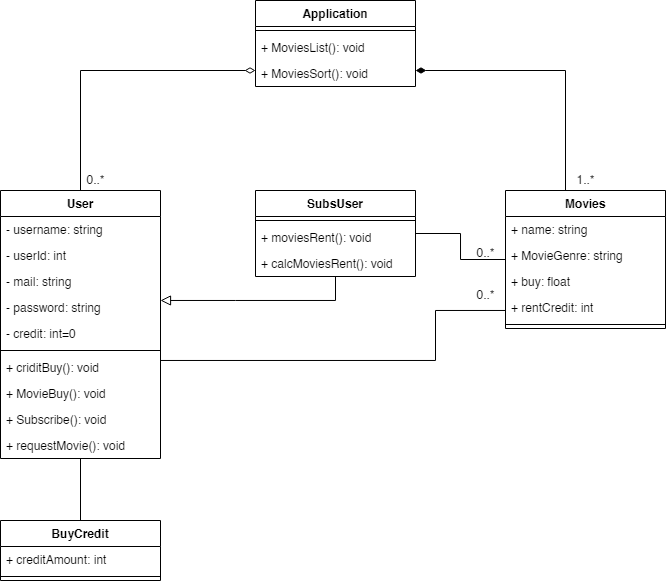 Application
+ MoviesList(): void
+ MoviesSort(): void
0..*
1..*
User
- username: string
- userId: int
- mail: string
- password: string
- credit: int=0
+ criditBuy(): void
+ MovieBuy(): void
+ Subscribe(): void
+ requestMovie(): void
SubsUser
+ moviesRent(): void
+ calcMoviesRent(): void
0..*
0..*
Movies
+ name: string
+ MovieGenre: string
+ buy: float
+ rentCredit: int
BuyCredit
+ creditAmount: int